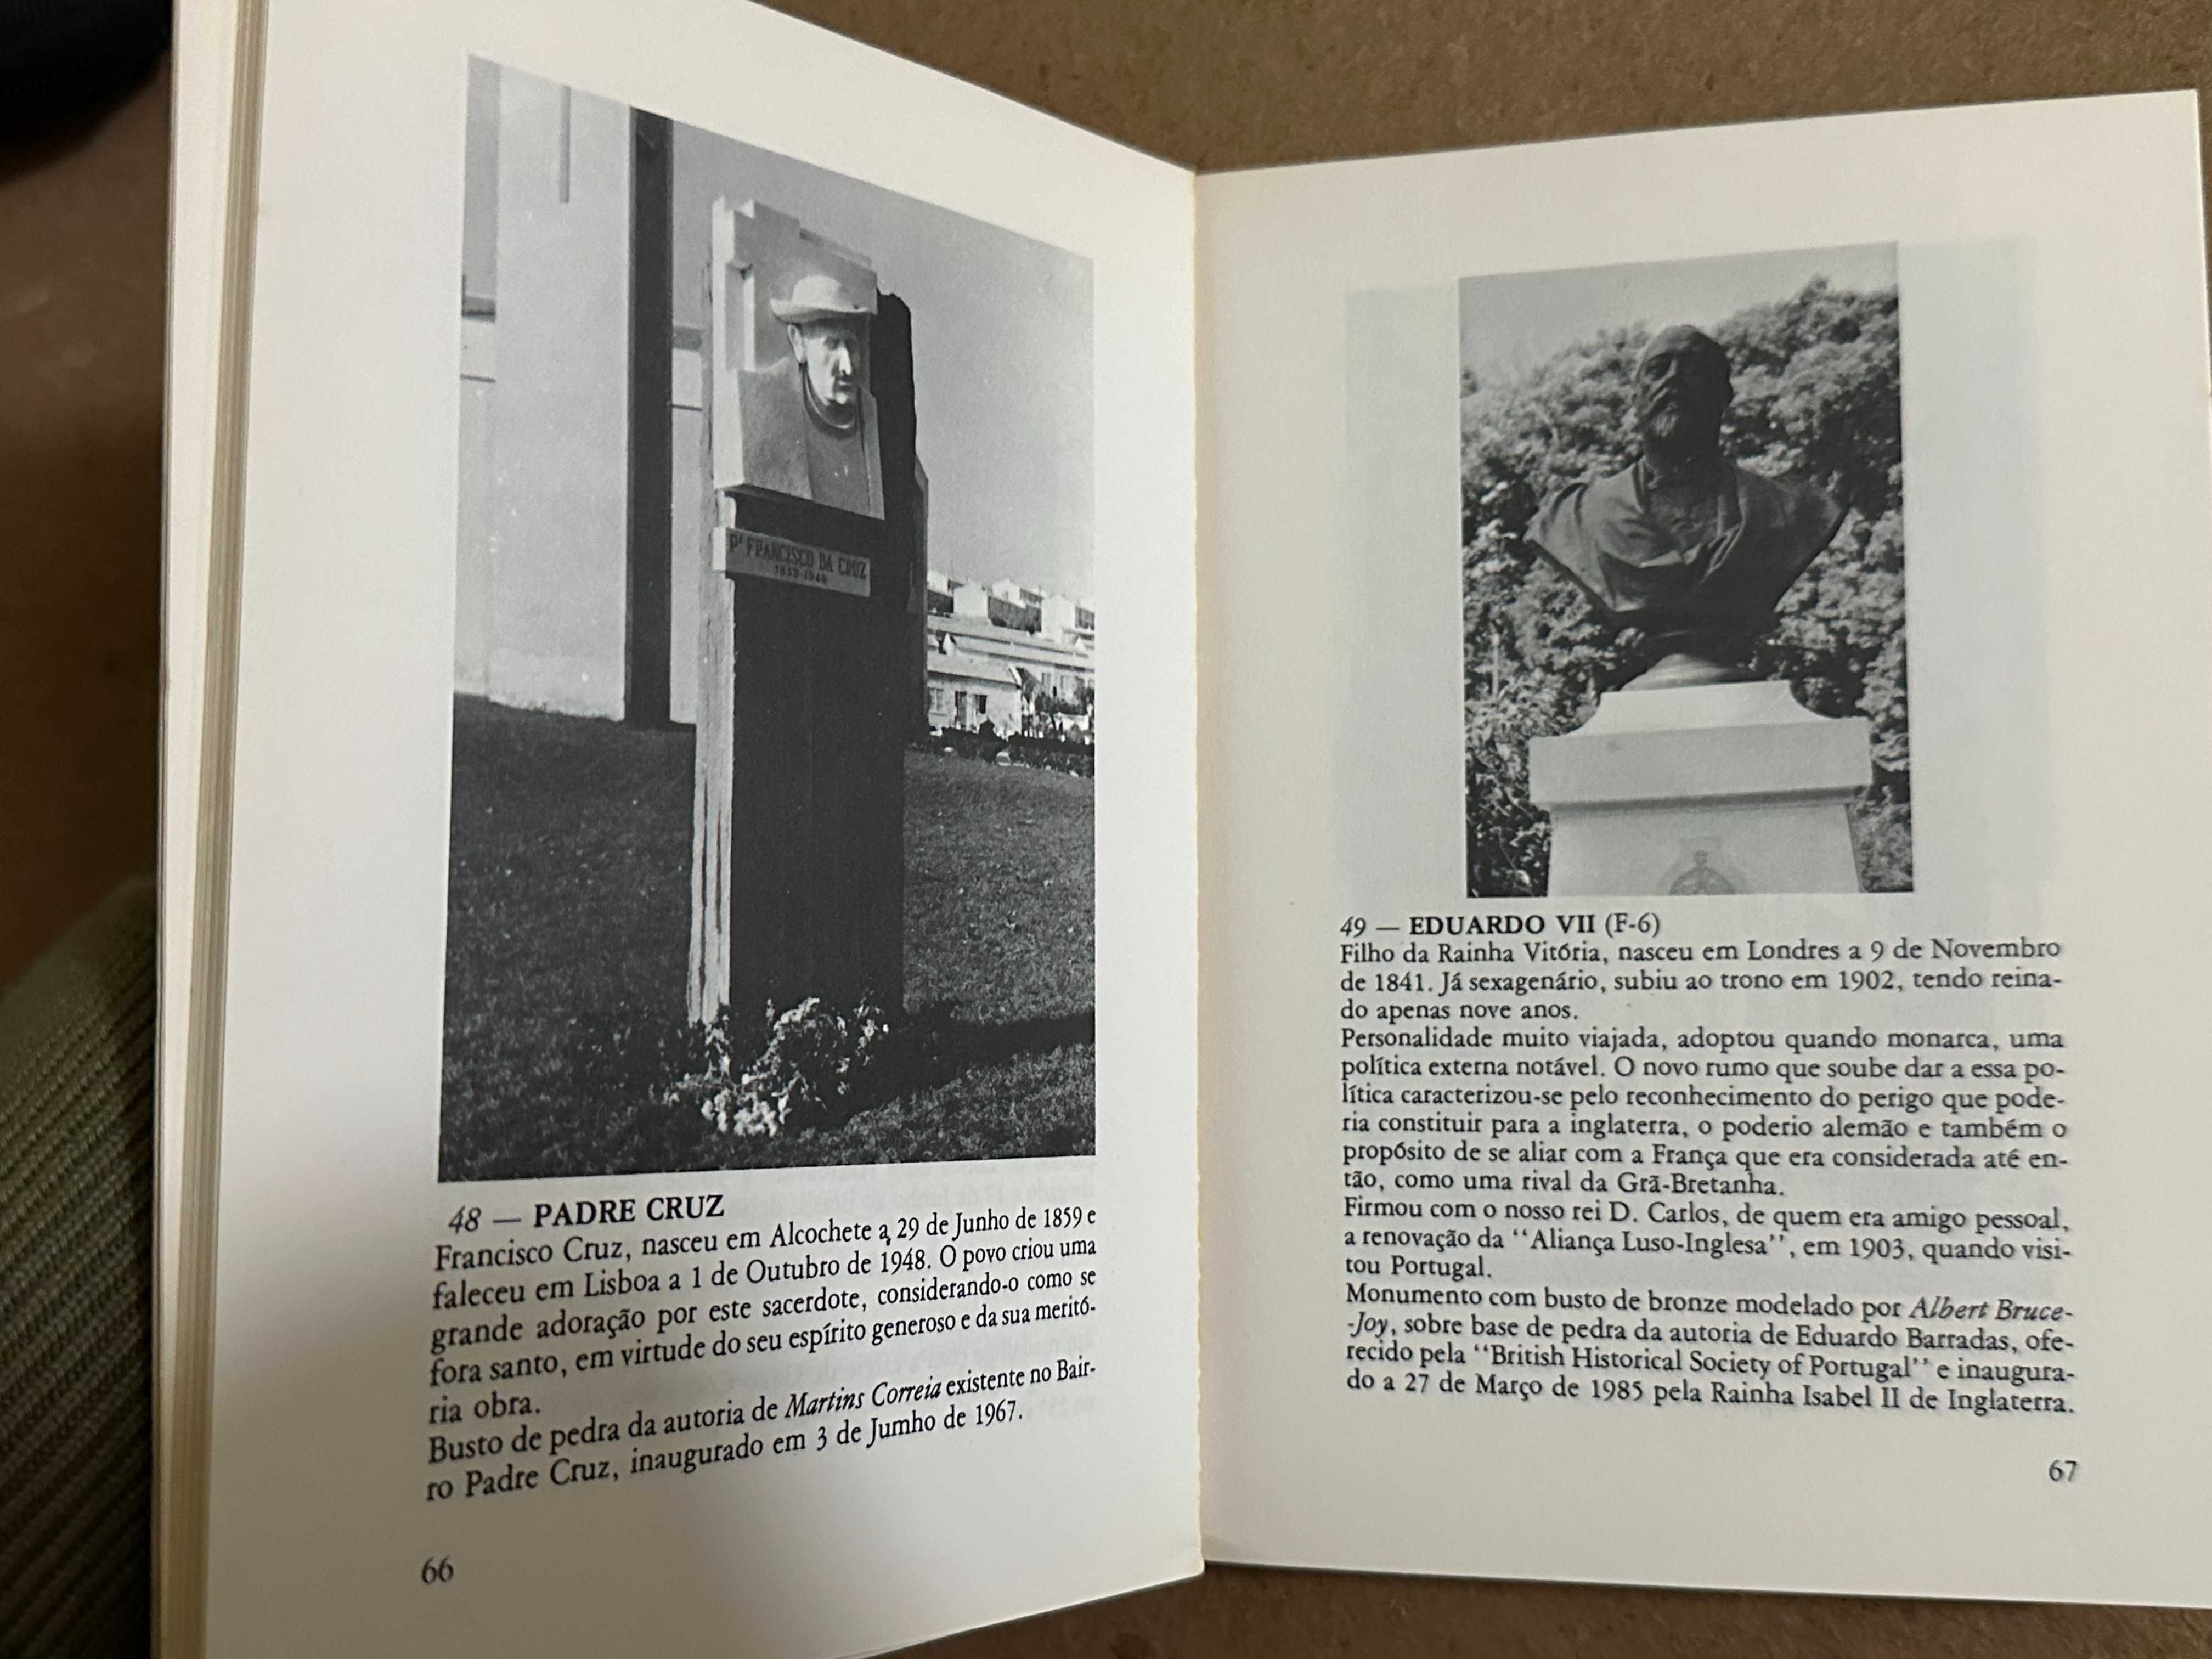 Pᵉ FRANCISCO DA CRUZ
1859-1948
48 — PADRE CRUZ
Francisco Cruz, nasceu em Alcochete a 29 de Junho de 1859 e
faleceu em Lisboa a 1 de Outubro de 1948. O povo criou uma
grande adoração por este sacerdote, considerando-o como se
fora santo, em virtude do seu espírito generoso e da sua meritó-
ria obra.
Busto de pedra da autoria de Martins Correia existente no Bair-
ro Padre Cruz, inaugurado em 3 de Jumho de 1967.
66
49 — EDUARDO VII (F-6)
Filho da Rainha Vitória, nasceu em Londres a 9 de Novembro
de 1841. Já sexagenário, subiu ao trono em 1902, tendo reina-
do apenas nove anos.
Personalidade muito viajada, adoptou quando monarca, uma
política externa notável. O novo rumo que soube dar a essa po-
lítica caracterizou-se pelo reconhecimento do perigo que pode-
ria constituir para a inglaterra, o poderio alemão e também o
propósito de se aliar com a França que era considerada até en-
tão, como uma rival da Grã-Bretanha.
Firmou com o nosso rei D. Carlos, de quem era amigo pessoal,
a renovação da ‘‘Aliança Luso-Inglesa’’, em 1903, quando visi-
tou Portugal.
Monumento com busto de bronze modelado por Albert Bruce-
-Joy, sobre base de pedra da autoria de Eduardo Barradas, ofe-
recido pela ‘‘British Historical Society of Portugal’’ e inaugura-
do a 27 de Março de 1985 pela Rainha Isabel II de Inglaterra.
67